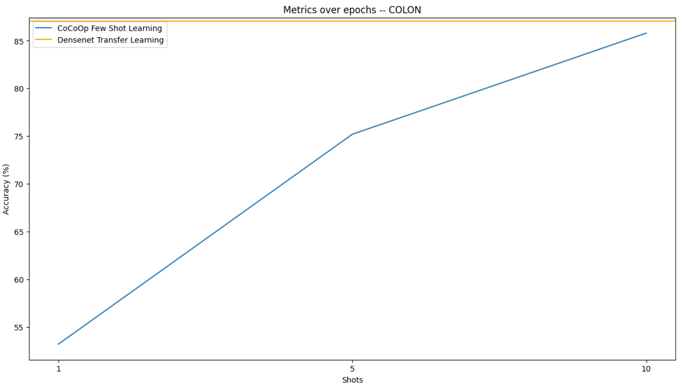 Metrics over epochs -- COLON
CoCoOp Few Shot Learning
Densenet Transfer Learning
85
80
75
70
65
60
55
Accuracy (%)
1
5
10
Shots